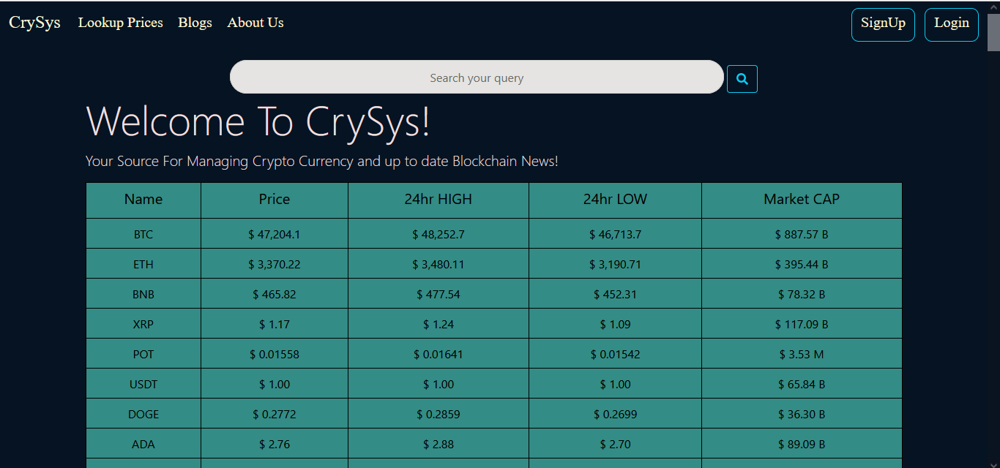 CrySys Lookup Prices Blogs About Us SignUp Login
Search your query
Welcome To CrySys!
Your Source For Managing Crypto Currency and up to date Blockchain News!
Name Price 24hr HIGH 24hr LOW Market CAP
BTC $ 47,204.1 $ 48,252.7 $ 46,713.7 $ 887.57 B
ETH $ 3,370.22 $ 3,480.11 $ 3,190.71 $ 395.44 B
BNB $ 465.82 $ 477.54 $ 452.31 $ 78.32 B
XRP $ 1.17 $ 1.24 $ 1.09 $ 117.09 B
POT $ 0.01558 $ 0.01641 $ 0.01542 $ 3.53 M
USDT $ 1.00 $ 1.00 $ 1.00 $ 65.84 B
DOGE $ 0.2772 $ 0.2859 $ 0.2699 $ 36.30 B
ADA $ 2.76 $ 2.88 $ 2.70 $ 89.09 B